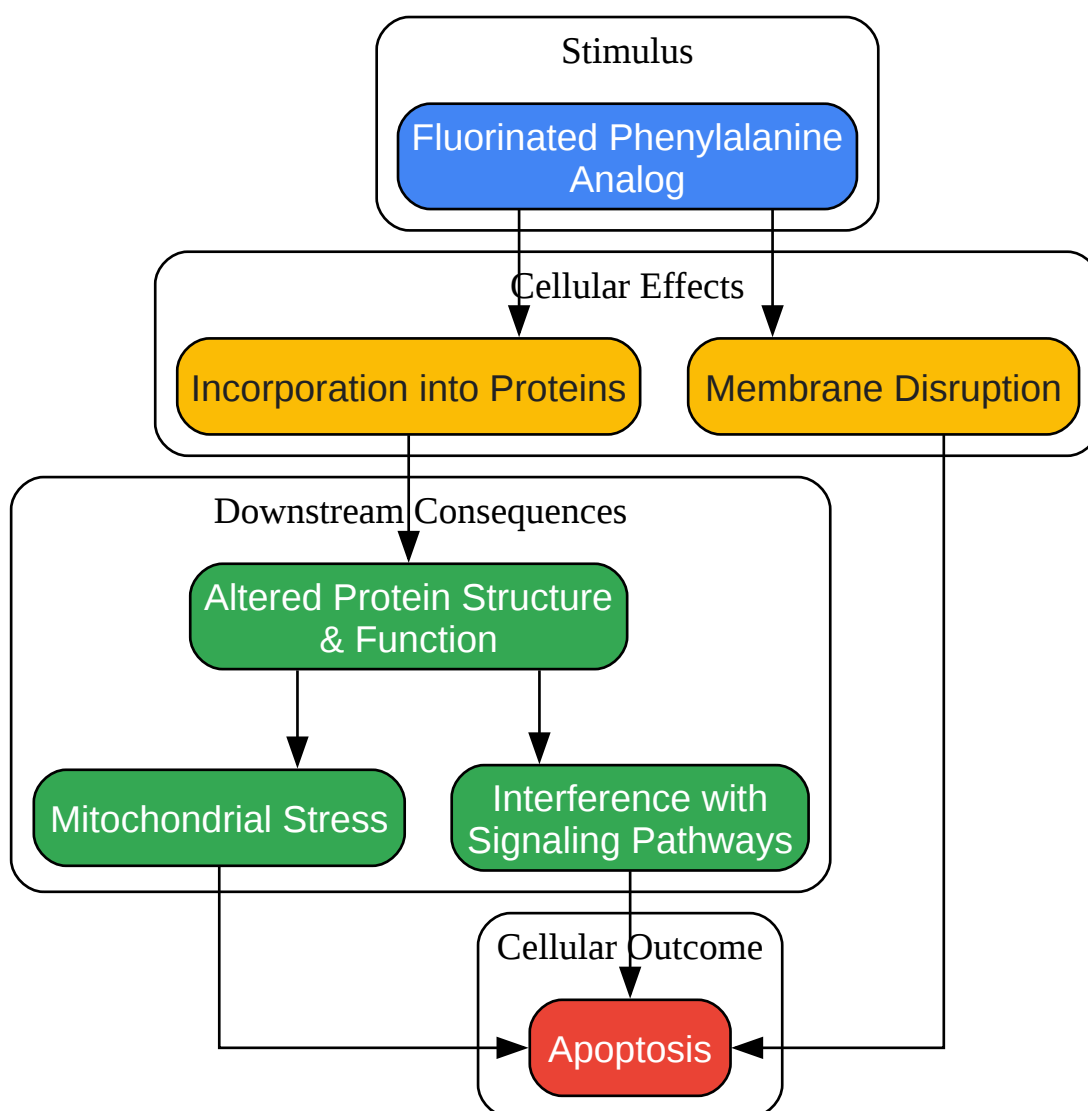 Stimulus
Fluorinated Phenylalanine
Analog
Cellular Effects
Incorporation into Proteins
Membrane Disruption
Downstream Consequences
Altered Protein Structure
& Function
Mitochondrial Stress
Interference with
Signaling Pathways
Cellular Outcome
Apoptosis